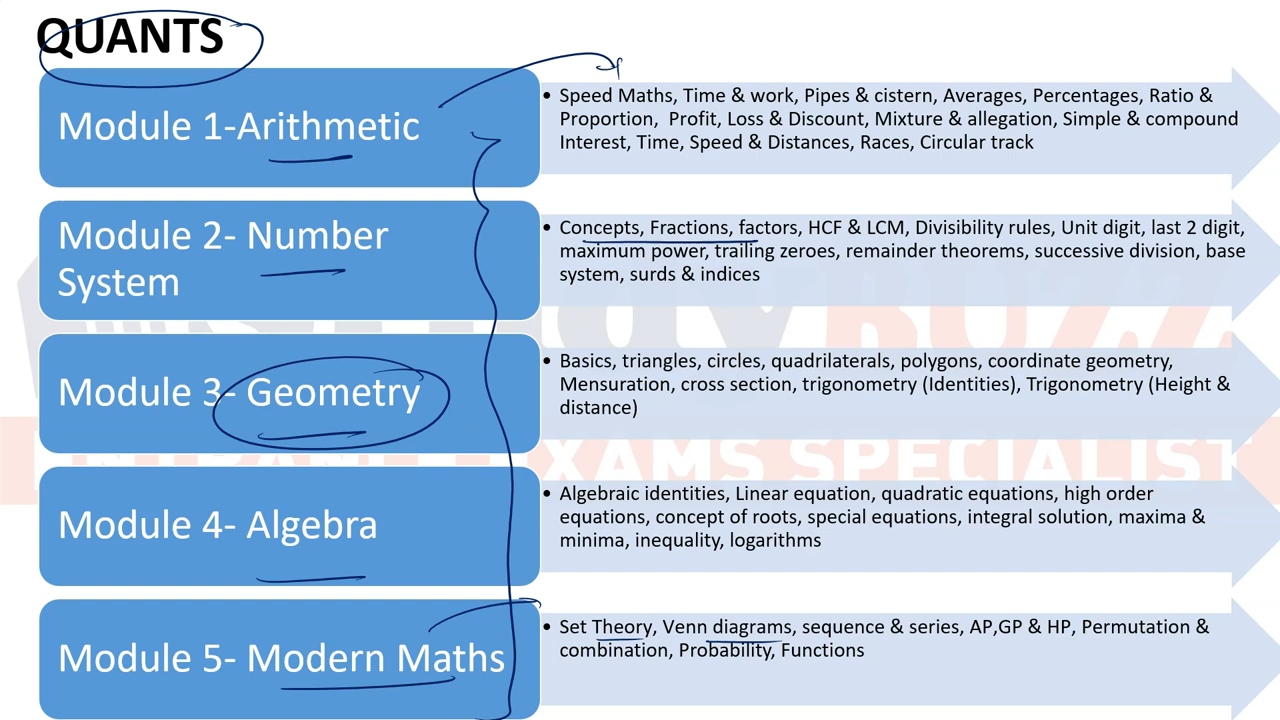 QUANTS
Module 1-Arithmetic
• Speed Maths, Time & work, Pipes & cistern, Averages, Percentages, Ratio &
Proportion,  Profit, Loss & Discount, Mixture & allegation, Simple & compound
Interest, Time, Speed & Distances, Races, Circular track
Module 2- Number
System
• Concepts, Fractions, factors, HCF & LCM, Divisibility rules, Unit digit, last 2 digit,
maximum power, trailing zeroes, remainder theorems, successive division, base
system, surds & indices
Module 3- Geometry
• Basics, triangles, circles, quadrilaterals, polygons, coordinate geometry,
Mensuration, cross section, trigonometry (Identities), Trigonometry (Height &
distance)
Module 4- Algebra
• Algebraic identities, Linear equation, quadratic equations, high order
equations, concept of roots, special equations, integral solution, maxima &
minima, inequality, logarithms
Module 5- Modern Maths
• Set Theory, Venn diagrams, sequence & series, AP,GP & HP, Permutation &
combination, Probability, Functions
EXAMS SPECIALIST